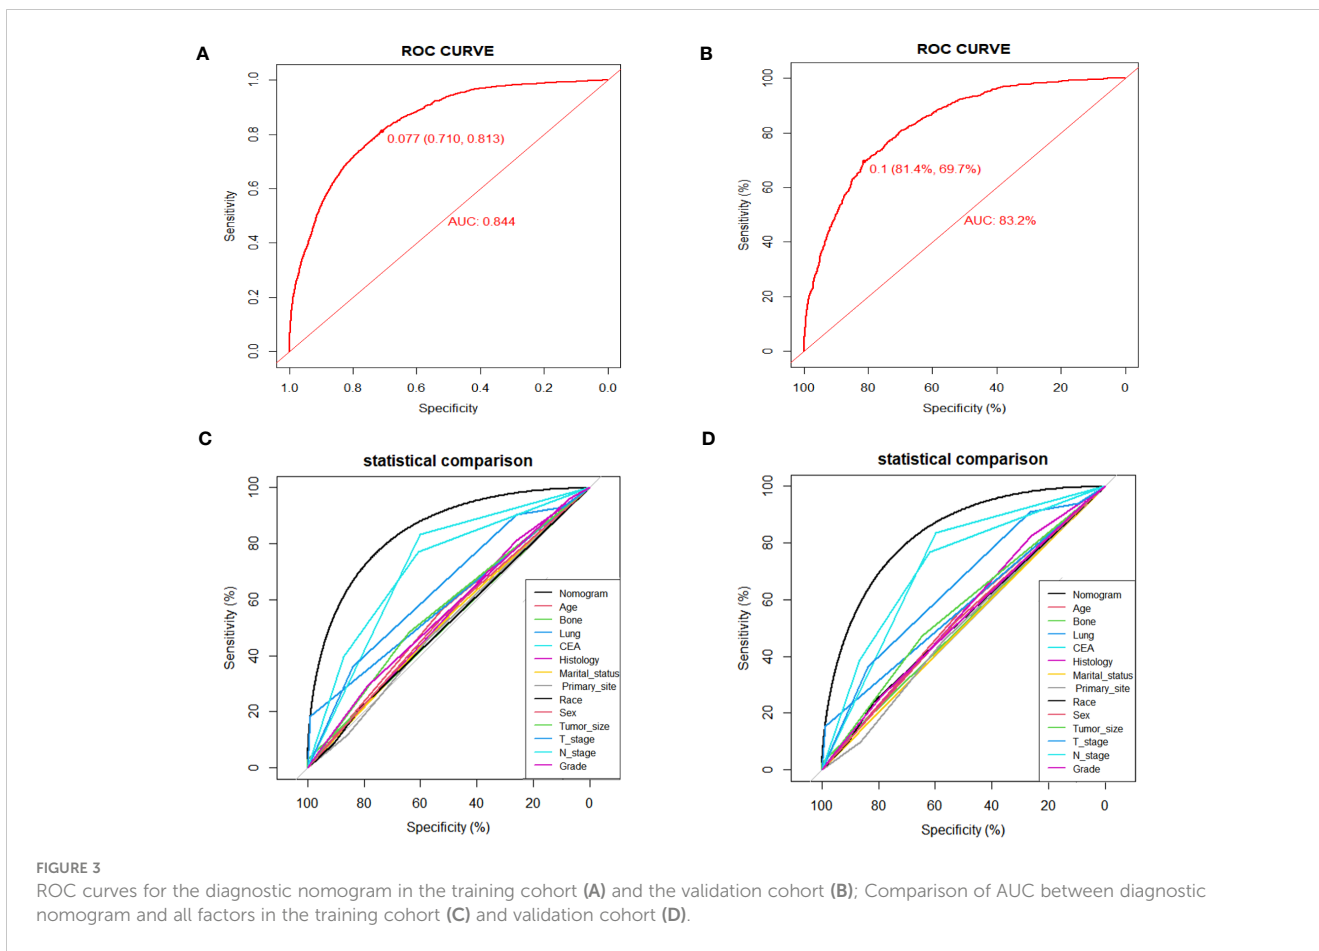 A
ROC CURVE
1.0
0.8
0.6
0.4
0.2
0.0
Sensitivity
0.077 (0.710, 0.813)
AUC: 0.844
1.0
0.8
0.6
0.4
0.2
0.0
Specificity
B
ROC CURVE
100
80
60
40
20
0
Sensitivity (%)
0.1 (81.4%, 69.7%)
AUC: 83.2%
100
80
60
40
20
0
Specificity (%)
C
statistical comparison
100
80
60
40
20
0
Sensitivity (%)
Nomogram
Age
Bone
Lung
CEA
Histology
Marital_status
Primary_site
Race
Sex
Tumor_size
T_stage
N_stage
Grade
100
80
60
40
20
0
Specificity (%)
D
statistical comparison
100
80
60
40
20
0
Sensitivity (%)
Nomogram
Age
Bone
Lung
CEA
Histology
Marital_status
Primary_site
Race
Sex
Tumor_size
T_stage
N_stage
Grade
100
80
60
40
20
0
Specificity (%)
FIGURE 3
ROC curves for the diagnostic nomogram in the training cohort (A) and the validation cohort (B); Comparison of AUC between diagnostic
nomogram and all factors in the training cohort (C) and validation cohort (D).